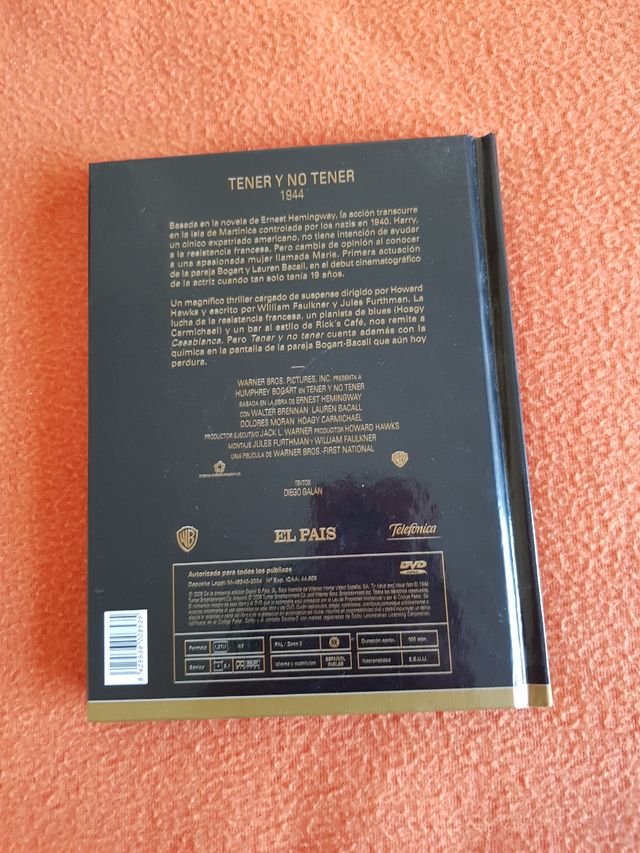 TENER Y NO TENER
1944
Basada en la novela de Ernest Hemingway, la acción transcurre
en la isla de Martinica controlada por los nazis en 1940. Harry,
un cínico expatriado americano, no tiene intención de ayudar
a la resistencia francesa. Pero cambia de opinión al conocer
a una apasionada mujer llamada Marie. Primera actuación
de la pareja Bogart y Lauren Bacall, en el debut cinematográfico
de la actriz cuando tan solo tenía 19 años.
Un magnífico thriller cargado de suspense dirigido por Howard
Hawks y escrito por William Faulkner y Jules Furthman. La
lucha de la resistencia francesa, un pianista de blues (Hoagy
Carmichael) y un bar al estilo de Rick's Café, nos remite a
Casablanca. Pero Tener y no tener cuenta además con la
química en la pantalla de la pareja Bogart-Bacall que aún hoy
perdura.
WARNER BROS. PICTURES, INC. PRESENTA A
HUMPHREY BOGART EN TENER Y NO TENER
BASADA EN LA OBRA DE ERNEST HEMINGWAY
CON WALTER BRENNAN LAUREN BACALL
DOLORES MORAN HOAGY CARMICHAEL
PRODUCTOR EJECUTIVO JACK L. WARNER PRODUCTOR HOWARD HAWKS
MONTAJE JULES FURTHMAN Y WILLIAM FAULKNER
UNA PELÍCULA DE WARNER BROS.-FIRST NATIONAL
TEXTOS
DIEGO GALÁN
WB
EL PAIS
Telefónica
Autorizada para todos los públicos
DVD
Formato
PAL / Zona 2
Duración aprox.
100 min.
Sonido
Idioma y subtítulos
ESPAÑOL
INGLÉS
Nacionalidad
E.E.U.U.